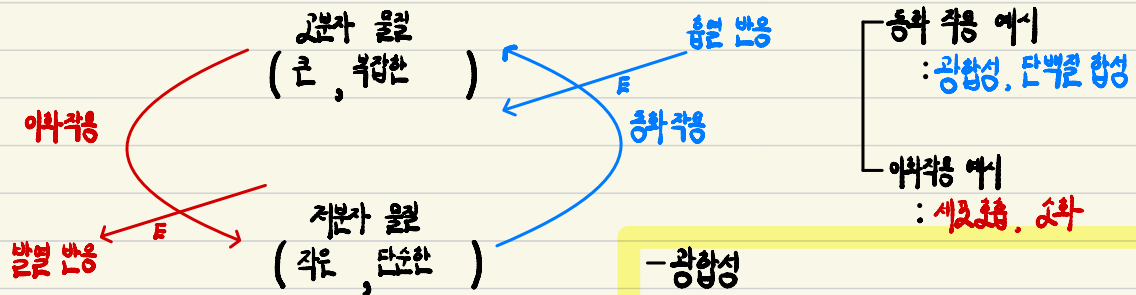 고분자 물질
( 큰 , 복잡한 )
흡열 반응
E
동화 작용 예시
: 광합성, 단백질 합성
이화작용
동화 작용
이화작용 예시
: 세포호흡, 소화
E
발열 반응
저분자 물질
( 작은 , 단순한 )
- 광합성